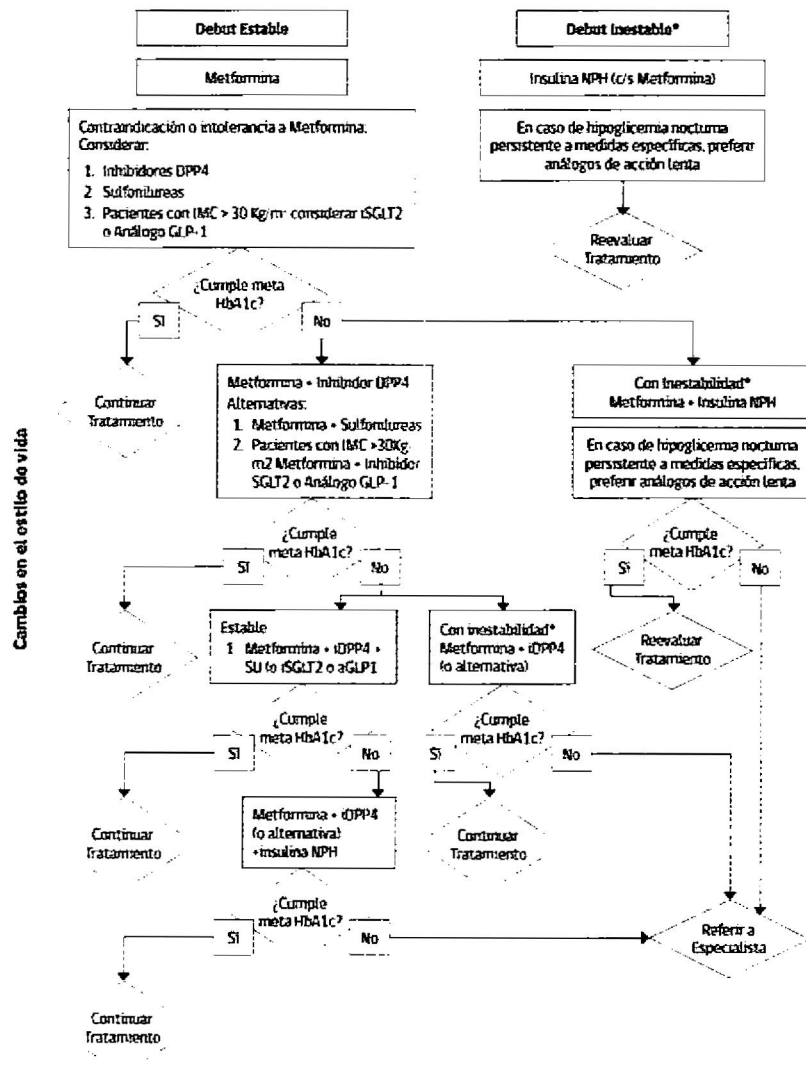 Debut Estable
Debut Inestable*
Metformina
Insulina NPH (c/s Metformina)
Contraindicación o intolerancia a Metformina.
Considerar:
1. Inhibidores DPP4
2 Sulfonilureas
3. Pacientes con IMC > 30 Kg/m² considerar iSGLT2
o Análogo GLP-1
En caso de hipoglicemia nocturna
persistente a medidas específicas, preferir
análogos de acción lenta
Reevaluar
Tratamiento
¿Cumple meta
HbA1c?
Sí
No
Continuar
Tratamiento
Metformina + Inhibidor DPP4
Alternativas:
1. Metformina + Sulfonilureas
2. Pacientes con IMC >30Kg
m2 Metformina + Inhibidor
SGLT2 o Análogo GLP-1
Con Inestabilidad*
Metformina + Insulina NPH
En caso de hipoglicemia nocturna
persistente a medidas específicas,
preferir análogos de acción lenta
Cambios en el estilo de vida
¿Cumple
meta HbA1c?
Sí
No
¿Cumple
meta HbA1c?
Sí
No
Continuar
Tratamiento
Estable
1 Metformina + iDPP4 +
SU (o iSGLT2 o aGLP1
Con inestabilidad*
Metformina + iDPP4
(o alternativa)
Reevaluar
Tratamiento
¿Cumple
meta HbA1c?
Sí
No
¿Cumple
meta HbA1c?
Sí
No
Continuar
Tratamiento
Metformina + iDPP4
(o alternativa)
+insulina NPH
Continuar
Tratamiento
¿Cumple
meta HbA1c?
Sí
No
Referir a
Especialista
Continuar
Tratamiento